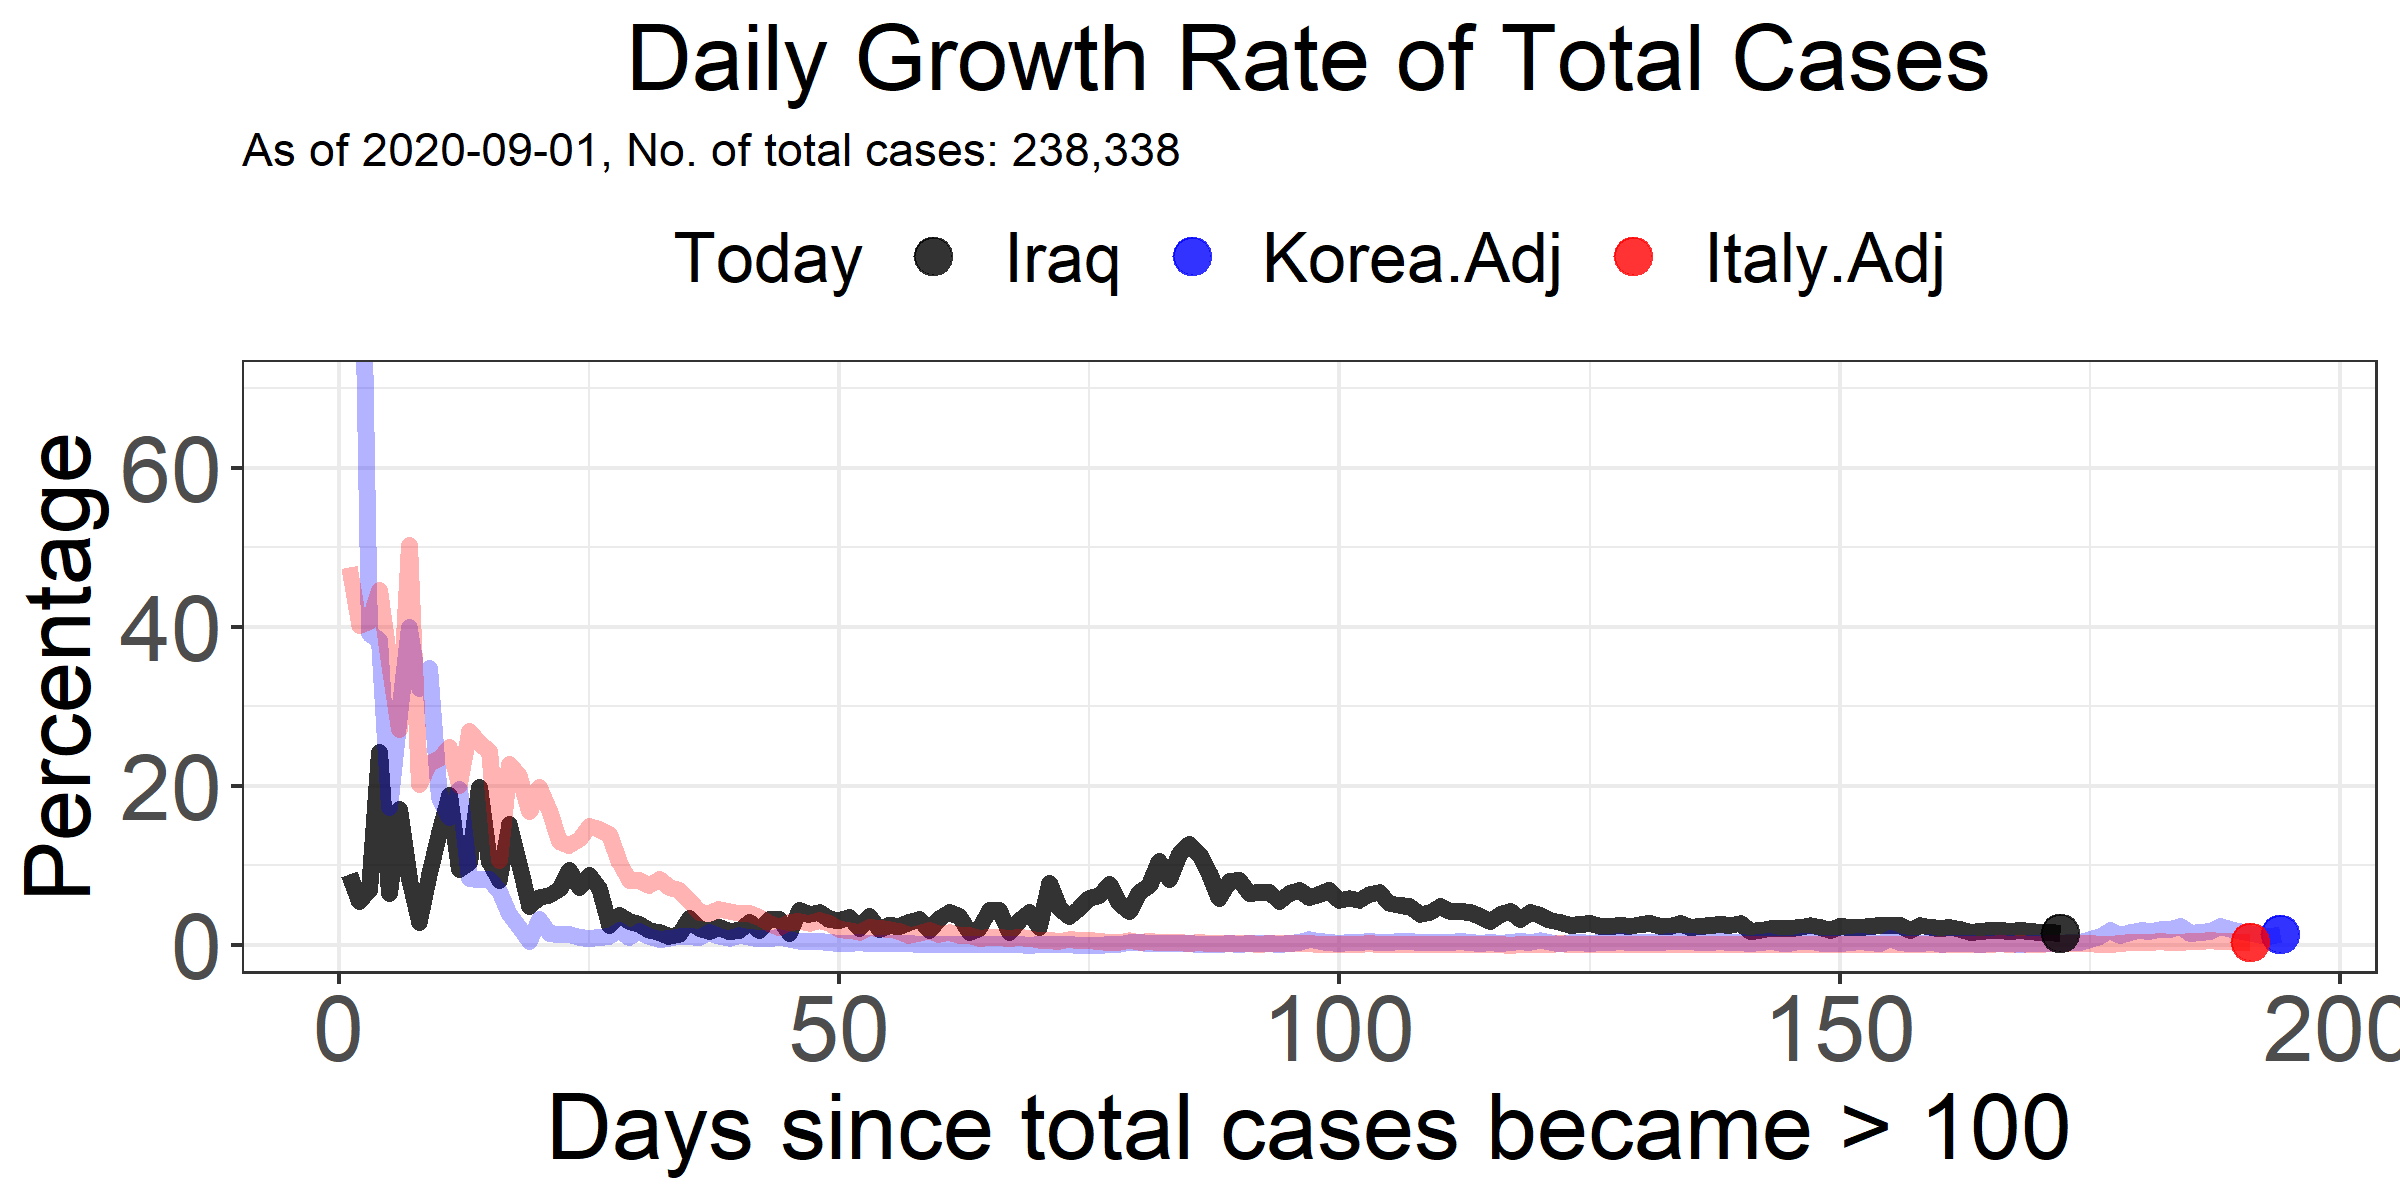 Daily Growth Rate of Total Cases
As of 2020-09-01, No. of total cases: 238,338
Today Iraq Korea.Adj Italy.Adj
Percentage
60
40
20
0
0 50 100 150 200
Days since total cases became > 100